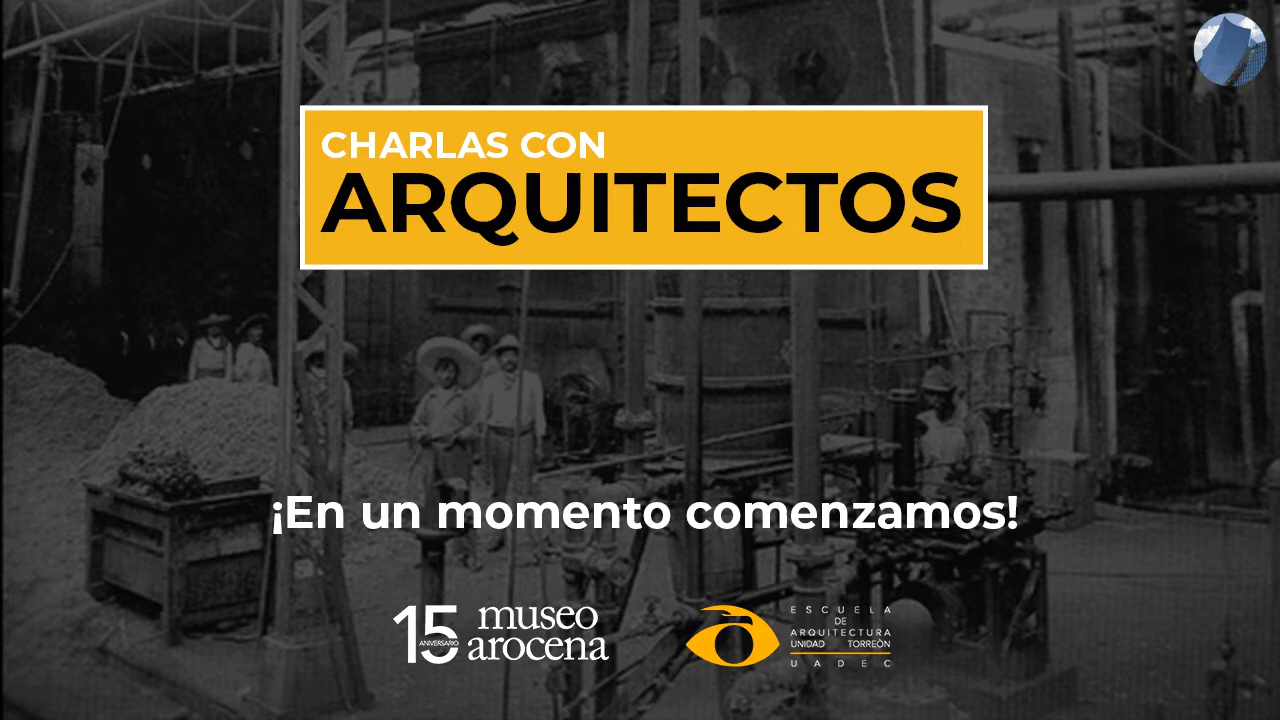 CHARLAS CON
ARQUITECTOS
¡En un momento comenzamos!
15
ANIVERSARIO
museo
arocena
ESCUELA
DE
ARQUITECTURA
UNIDAD TORREÓN
UADEC